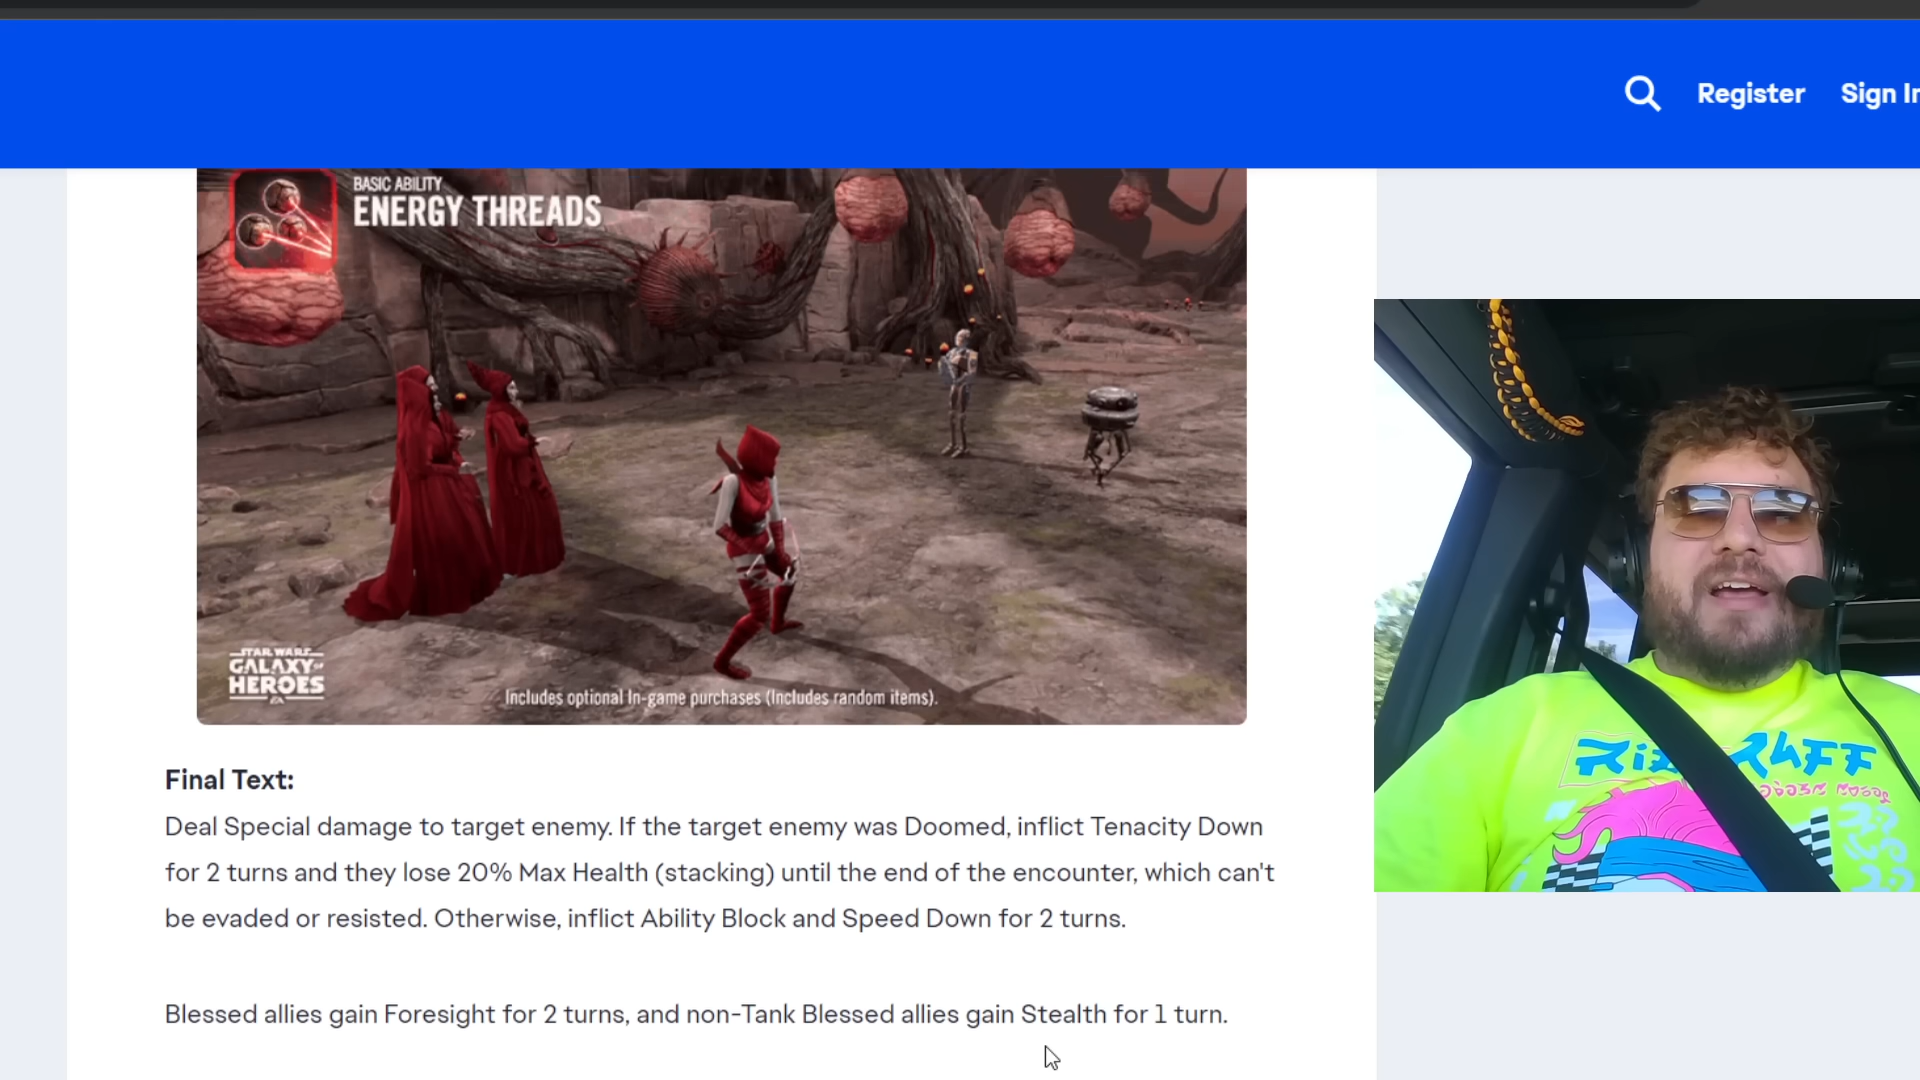 Register Sign In
BASIC ABILITY
ENERGY THREADS
STAR WARS
GALAXY OF
HEROES
EA
Includes optional In-game purchases (Includes random items).
Final Text:
Deal Special damage to target enemy. If the target enemy was Doomed, inflict Tenacity Down
for 2 turns and they lose 20% Max Health (stacking) until the end of the encounter, which can't
be evaded or resisted. Otherwise, inflict Ability Block and Speed Down for 2 turns.
Blessed allies gain Foresight for 2 turns, and non-Tank Blessed allies gain Stealth for 1 turn.